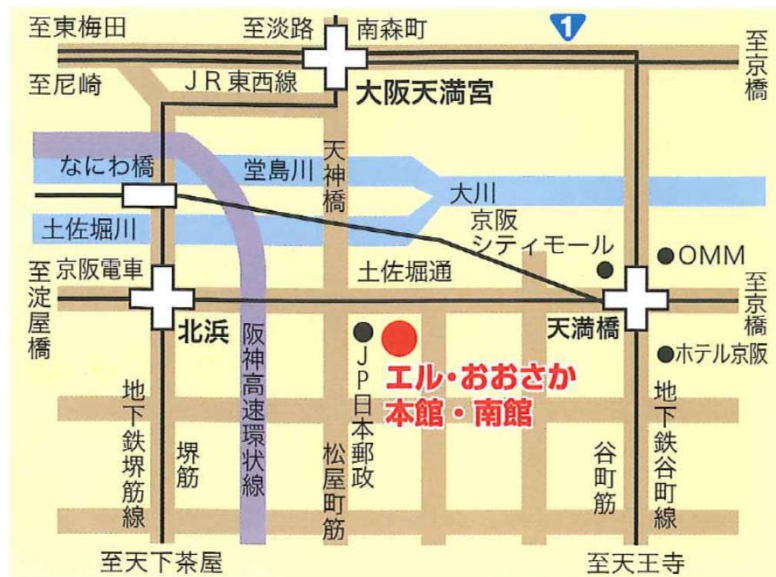 至東梅田
至淡路
南森町
1
至京橋
至尼崎
JR東西線
大阪天満宮
天神橋
なにわ橋
堂島川
大川
土佐堀川
京阪
シティモール
OMM
至淀屋橋
京阪電車
土佐堀通
至京橋
北浜
天満橋
阪神高速環状線
JP日本郵政
エル・おおさか
本館・南館
ホテル京阪
地下鉄堺筋線
堺筋
松屋町筋
谷町筋
地下鉄谷町線
至天下茶屋
至天王寺